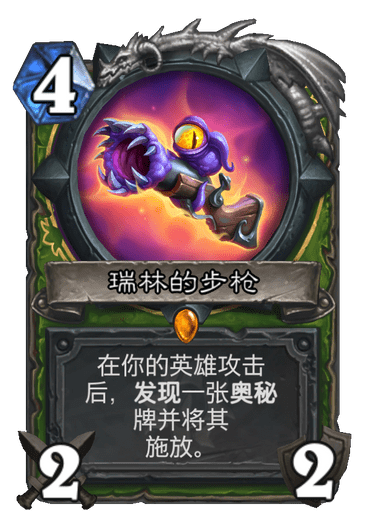 4
瑞林的步枪
在你的英雄攻击
后，发现一张奥秘
牌并将其
施放。
2
2